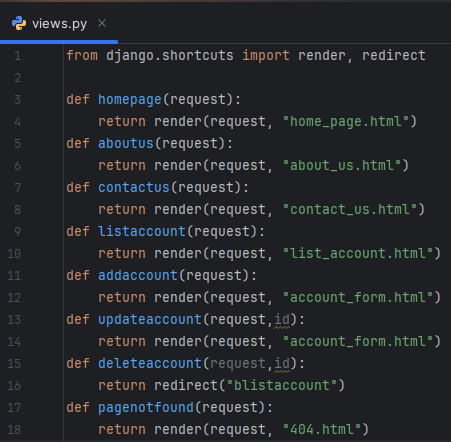 views.py
1 from django.shortcuts import render, redirect
2
3 def homepage(request):
4     return render(request, "home_page.html")
5 def aboutus(request):
6     return render(request, "about_us.html")
7 def contactus(request):
8     return render(request, "contact_us.html")
9 def listaccount(request):
10     return render(request, "list_account.html")
11 def addaccount(request):
12     return render(request, "account_form.html")
13 def updateaccount(request,id):
14     return render(request, "account_form.html")
15 def deleteaccount(request,id):
16     return redirect("blistaccount")
17 def pagenotfound(request):
18     return render(request, "404.html")